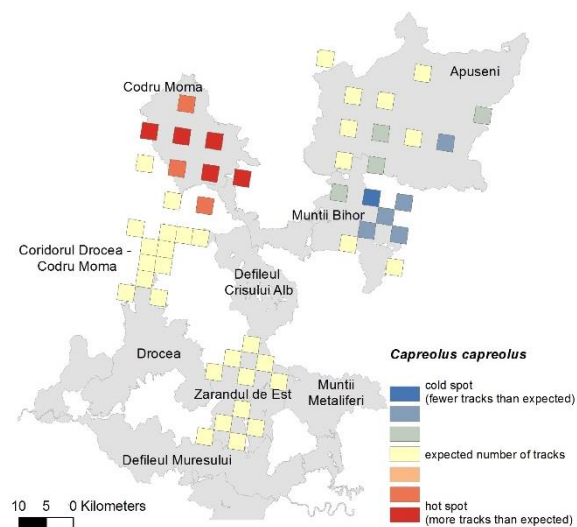 Apuseni
Codru Moma
Muntii Bihor
Coridorul Drocea -
Codru Moma
Defileul
Crisului Alb
Drocea
Zarandul de Est
Muntii
Metaliferi
Defileul Muresului
Capreolus capreolus
cold spot
(fewer tracks than expected)
expected number of tracks
hot spot
(more tracks than expected)
10 5 0 Kilometers